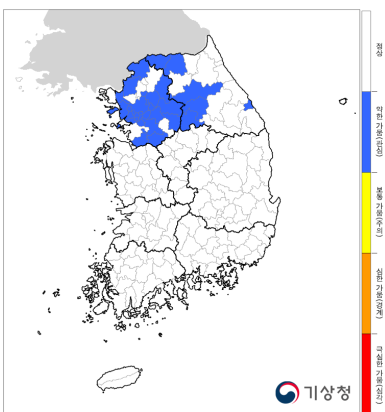 정상
약한 가뭄(관심)
보통 가뭄(주의)
심한 가뭄(경계)
극심한 가뭄(심각)
기상청